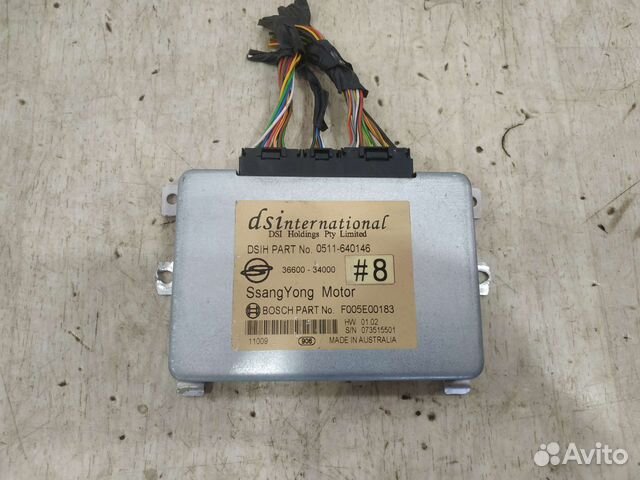 dsinternational
DSI Holdings Pty Limited
DSIH PART No. 0511-640146
36600 - 34000
#8
SsangYong Motor
BOSCH PART No. F005E00183
HW 01.02
S/N 073515501
11009
906
MADE IN AUSTRALIA
Avito